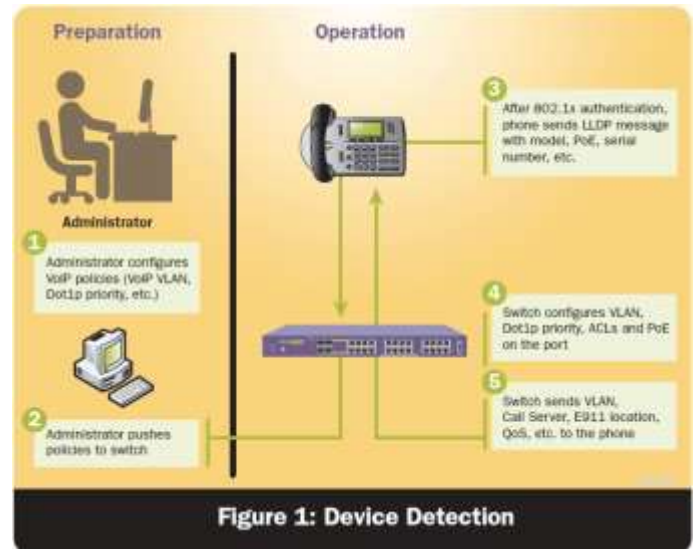 Preparation
Operation
Administrator
1
Administrator configures
VoIP policies (VoIP VLAN,
Dot1p priority, etc.)
2
Administrator pushes
policies to switch
3
After 802.1x authentication,
phone sends LLDP message
with model, PoE, serial
number, etc.
4
Switch configures VLAN,
Dot1p priority, ACLs and PoE
on the port
5
Switch sends VLAN,
Call Server, E911 location,
QoS, etc. to the phone
Figure 1: Device Detection